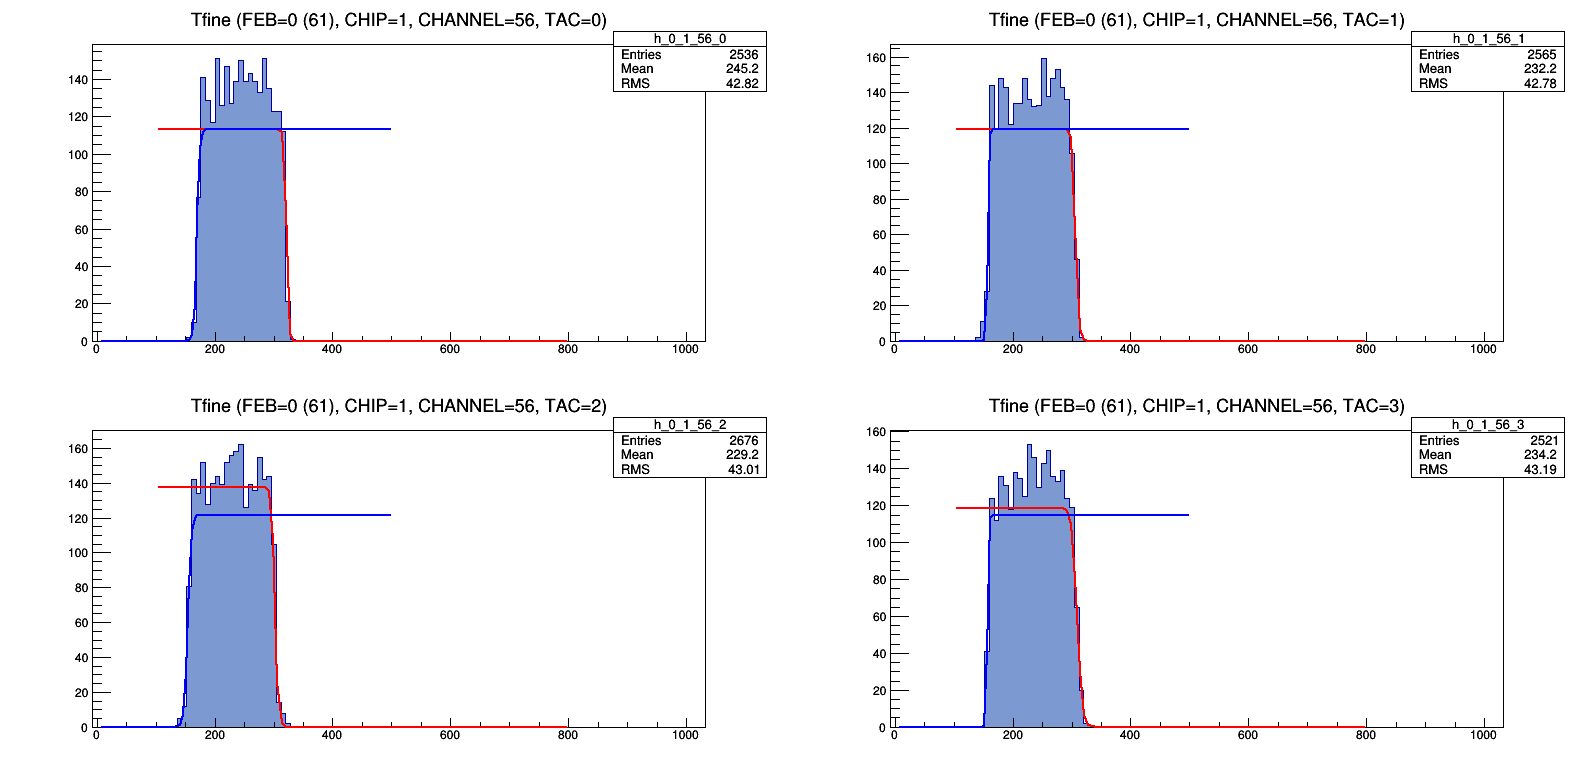 Tfine (FEB=0 (61), CHIP=1, CHANNEL=56, TAC=0)
h_0_1_56_0
Entries 2536
Mean 245.2
RMS 42.82
140
120
100
80
60
40
20
0
0 200 400 600 800 1000
Tfine (FEB=0 (61), CHIP=1, CHANNEL=56, TAC=1)
h_0_1_56_1
Entries 2565
Mean 232.2
RMS 42.78
160
140
120
100
80
60
40
20
0
0 200 400 600 800 1000
Tfine (FEB=0 (61), CHIP=1, CHANNEL=56, TAC=2)
h_0_1_56_2
Entries 2676
Mean 229.2
RMS 43.01
160
140
120
100
80
60
40
20
0
0 200 400 600 800 1000
Tfine (FEB=0 (61), CHIP=1, CHANNEL=56, TAC=3)
h_0_1_56_3
Entries 2521
Mean 234.2
RMS 43.19
160
140
120
100
80
60
40
20
0
0 200 400 600 800 1000